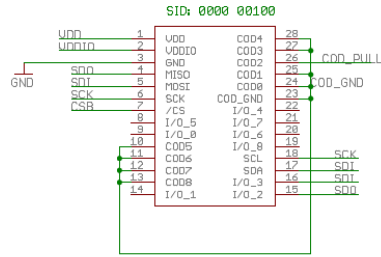 SID: 0000 00100
VDD 1 VDD COD4 28
VDDIO 2 VDDIO COD3 27
3 GND COD2 26 COD_PULL
GND SDO 4 MISO COD1 25
SDI 5 MOSI COD0 24 COD_GND
SCK 6 SCK COD_GND 23
CSB 7 /CS I/O_4 22
8 I/O_5 I/O_7 21
9 I/O_0 I/O_6 20
10 COD5 I/O_8 19
11 COD6 SCL 18 SCK
12 COD7 SDA 17 SDI
13 COD8 I/O_3 16 SDI
14 I/O_1 I/O_2 15 SDO